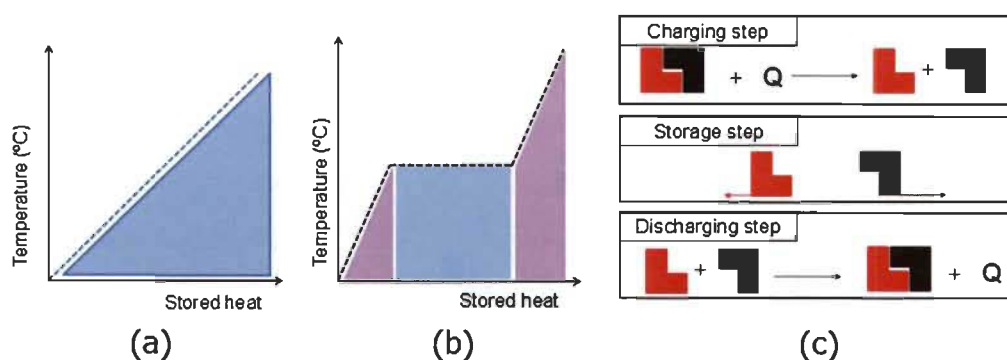 Temperature (ºC)
Stored heat
(a)
Temperature (ºC)
Stored heat
(b)
Charging step
+ Q
+
Storage step
Discharging step
+
+ Q
(c)